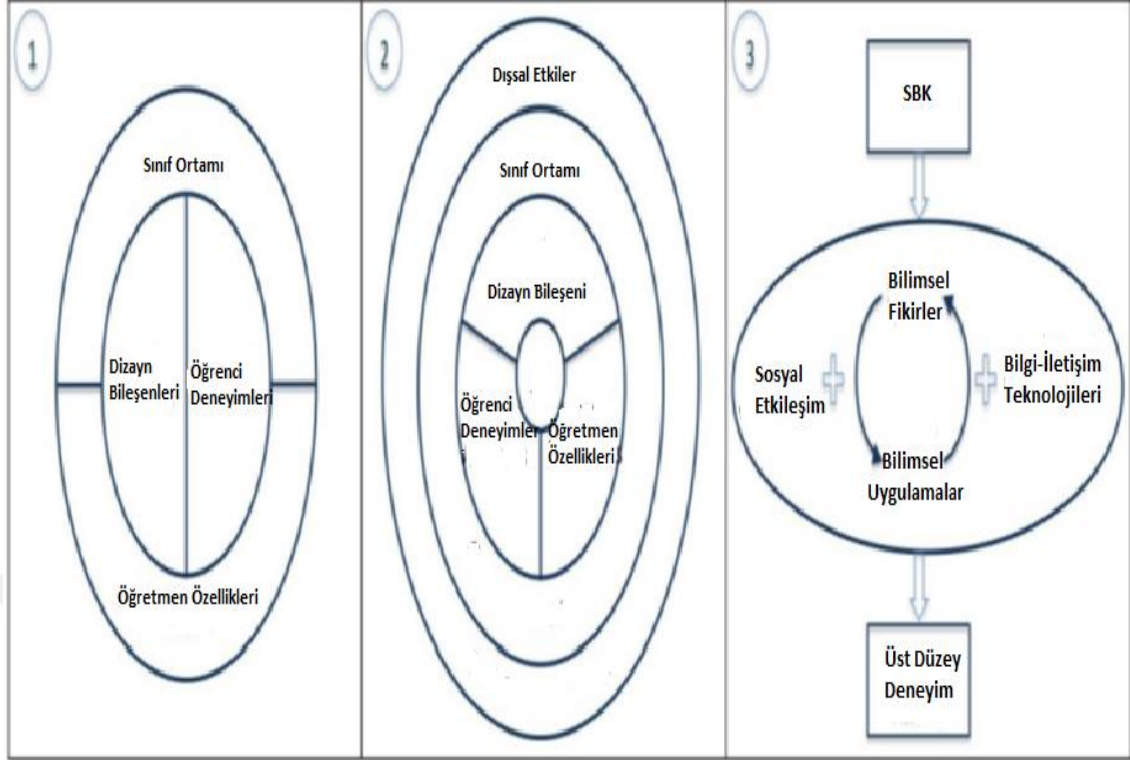 1
Sınıf Ortamı
Dizayn
Bileşenleri
Öğrenci
Deneyimleri
Öğretmen Özellikleri
2
Dışsal Etkiler
Sınıf Ortamı
Dizayn Bileşeni
Öğrenci
Deneyimler
Öğretmen
Özellikleri
3
SBK
Bilimsel
Fikirler
Sosyal
Etkileşim
Bilgi-İletişim
Teknolojileri
Bilimsel
Uygulamalar
Üst Düzey
Deneyim